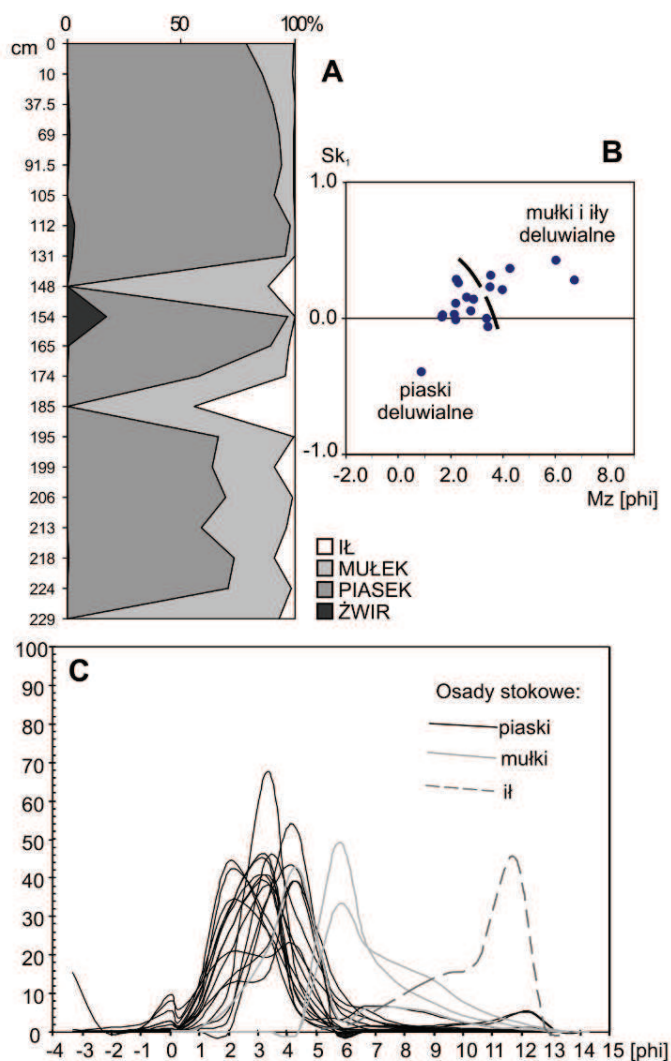 0 50 100%
cm
0
10
37.5
69
91.5
105
112
131
148
154
165
174
185
195
199
206
213
218
224
229
A
IŁ
MUŁEK
PIASEK
ŻWIR
B
Sk1
1.0
0.0
-1.0
mułki i iły
deluwialne
piaski
deluwialne
-2.0 0.0 2.0 4.0 6.0 8.0
Mz [phi]
C
100
90
80
70
60
50
40
30
20
10
0
Osady stokowe:
piaski
mułki
ił
-4 -3 -2 -1 0 1 2 3 4 5 6 7 8 9 10 11 12 13 14 15 [phi]